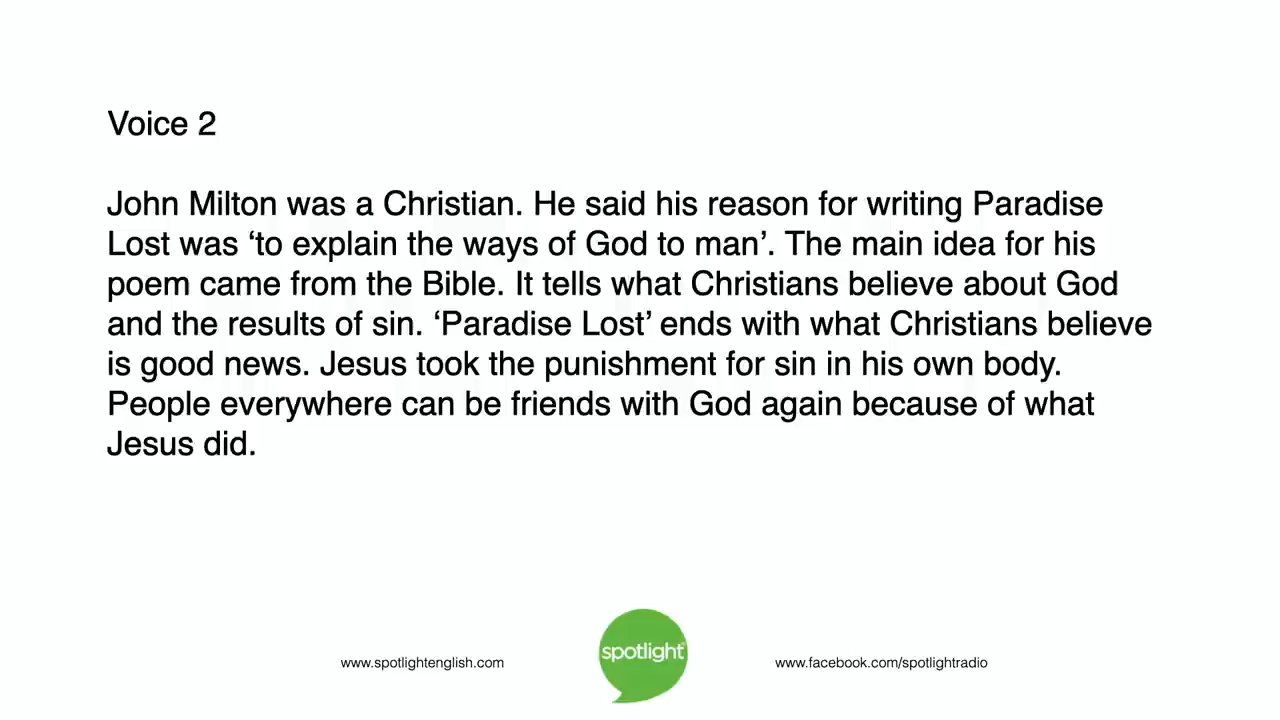 Voice 2
John Milton was a Christian. He said his reason for writing Paradise
Lost was ‘to explain the ways of God to man’. The main idea for his
poem came from the Bible. It tells what Christians believe about God
and the results of sin. ‘Paradise Lost’ ends with what Christians believe
is good news. Jesus took the punishment for sin in his own body.
People everywhere can be friends with God again because of what
Jesus did.
www.spotlightenglish.com
spotlight
www.facebook.com/spotlightradio